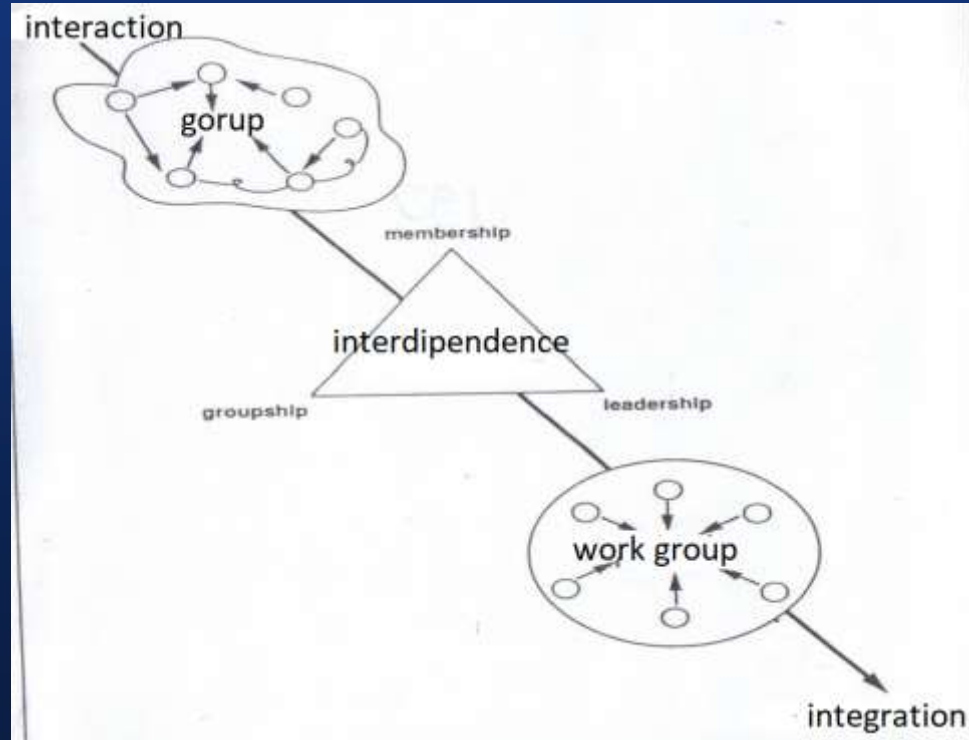 interaction
gorup
membership
interdipendence
groupship
leadership
work group
integration